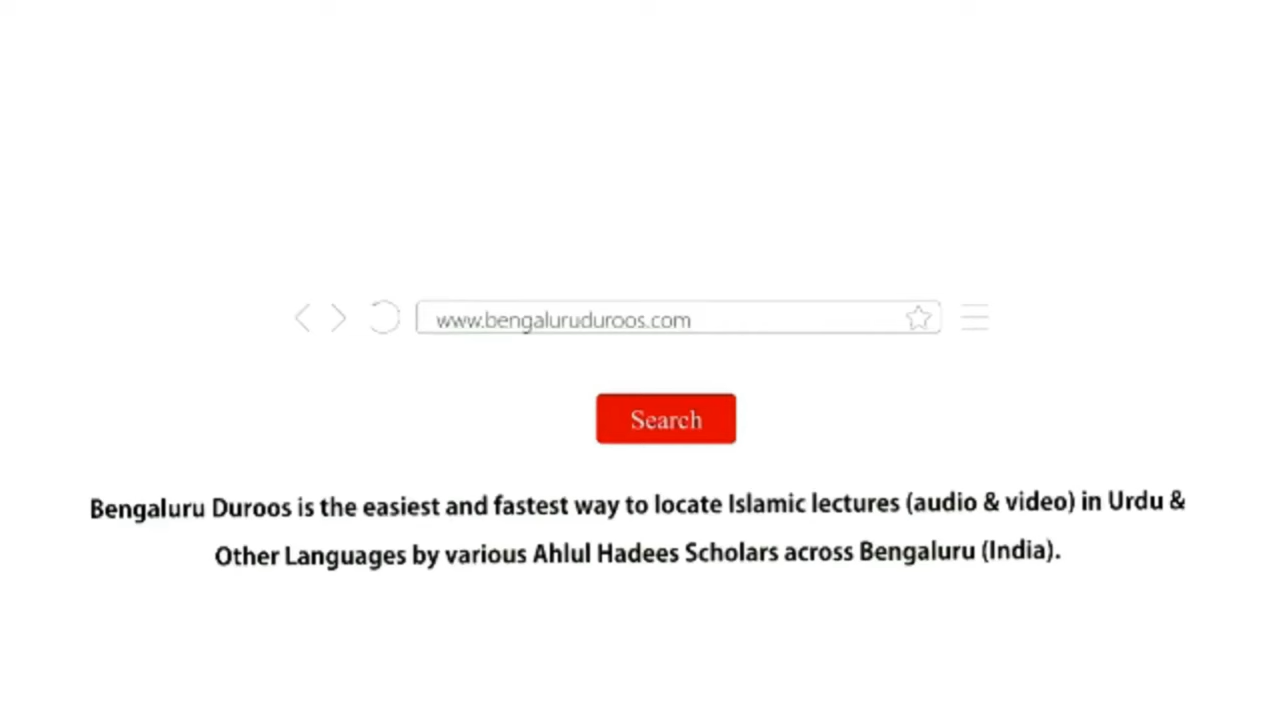 www.bengaluruduroos.com
Search
Bengaluru Duroos is the easiest and fastest way to locate Islamic lectures (audio & video) in Urdu &
Other Languages by various Ahlul Hadees Scholars across Bengaluru (India).